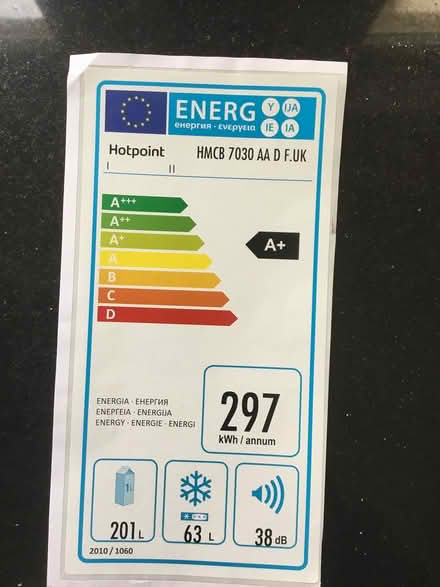 ENERG Y IJA
енергия · ενεργεια IE IA
Hotpoint HMCB 7030 AA D F.UK
I II
A+++
A++
A+
A
B
C
D
A+
ENERGIA · ЕНЕРГИЯ
ΕΝΕΡΓΕΙΑ · ENERGIJA
ENERGY · ENERGIE · ENERGI
297
kWh / annum
201 L
63 L
38 dB
2010 / 1060